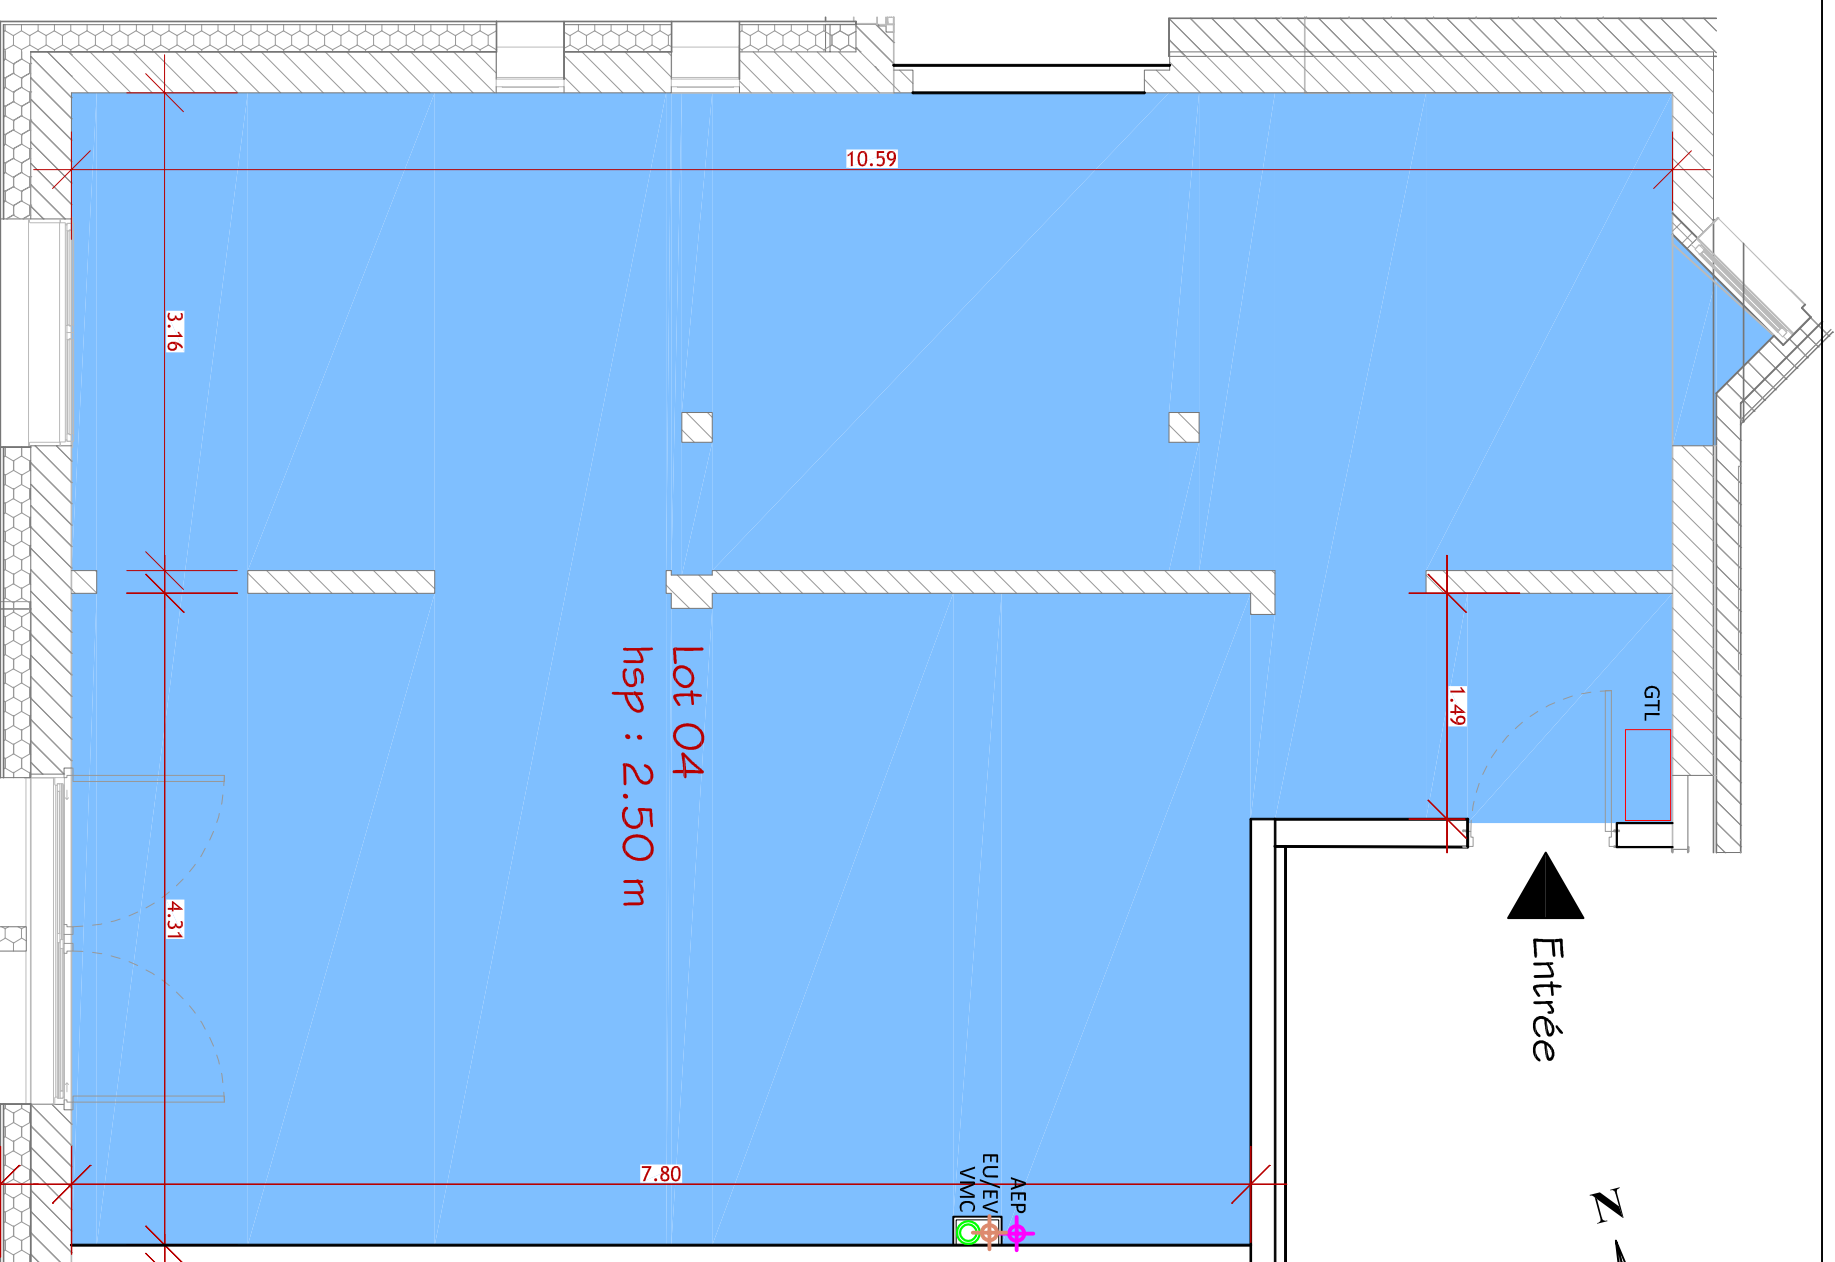 10.59
3.16
Lot 04
hsp : 2.50 m
1.49
GTL
4.31
Entrée
7.80
AEP
EU/EV
VMC
N